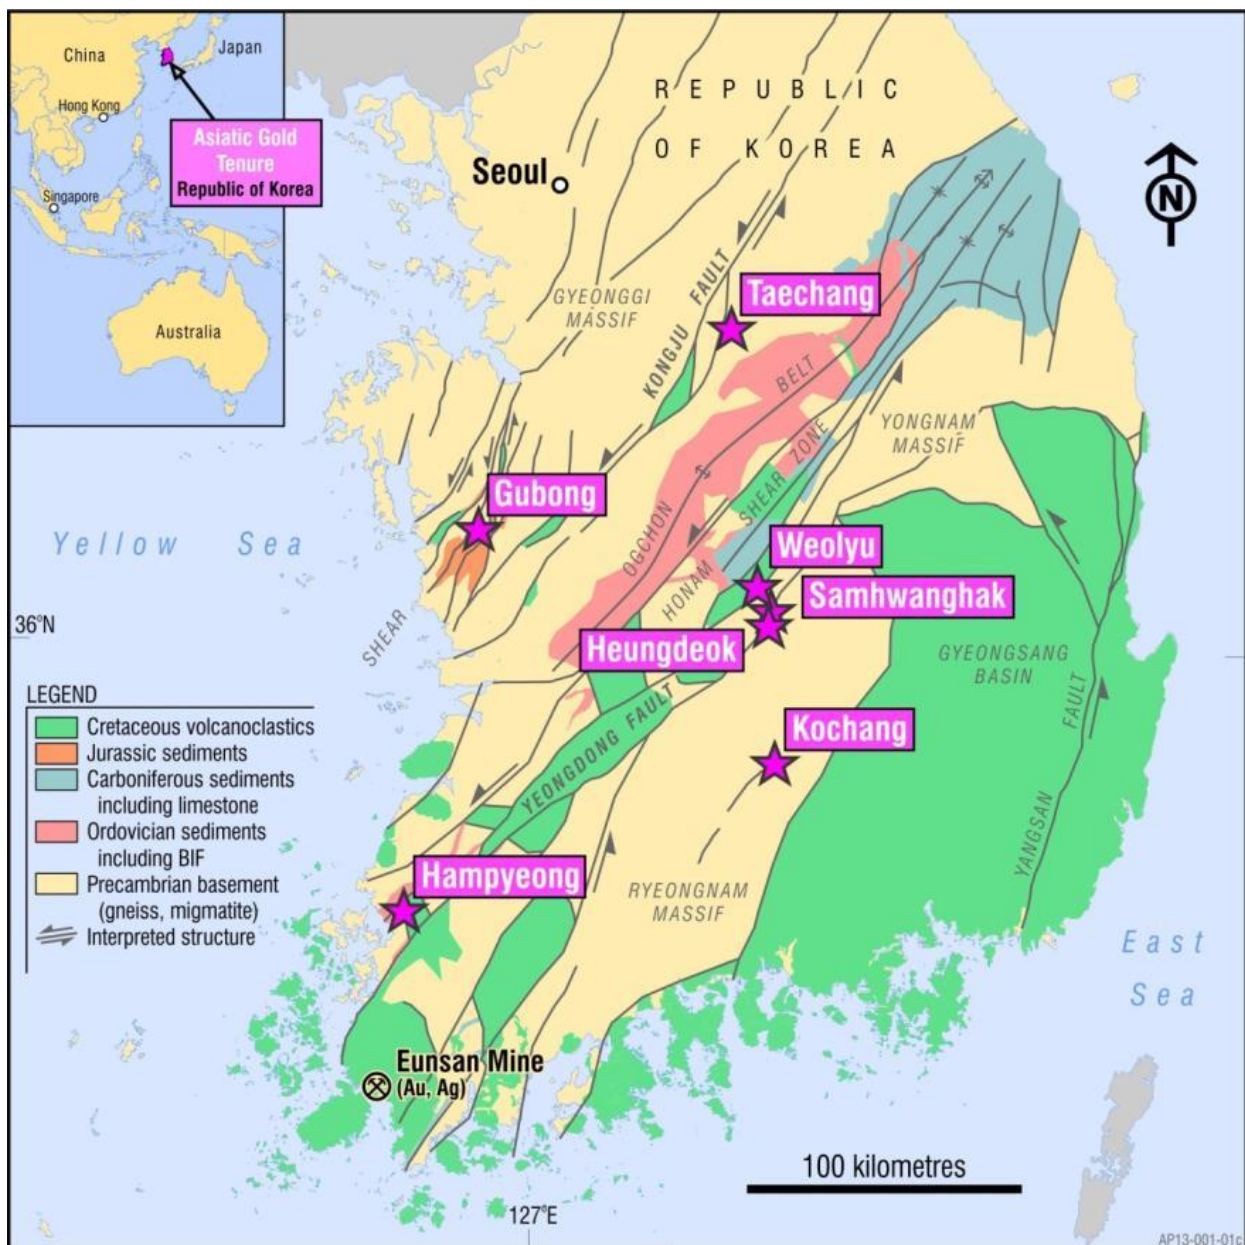 China
Japan
Hong Kong
Asiatic Gold
Tenure
Republic of Korea
Singapore
Australia
REPUBLIC
OF KOREA
Seoul
N
GYEONGGI
MASSIF
KONGJU FAULT
Taechang
BELT
OGCHON
YONGNAM
MASSIF
SHEAR ZONE
HONAM
Gubong
Yellow Sea
Weolyu
Samhwanghak
Heungdeok
36°N
SHEAR
GYEONGSANG
BASIN
YEONGDONG FAULT
Kochang
YANGSAN FAULT
LEGEND
Cretaceous volcanoclastics
Jurassic sediments
Carboniferous sediments
including limestone
Ordovician sediments
including BIF
Precambrian basement
(gneiss, migmatite)
Interpreted structure
Hampyeong
RYEONGNAM
MASSIF
East
Sea
Eunsan Mine
(Au, Ag)
100 kilometres
127°E
AP13-001-01c